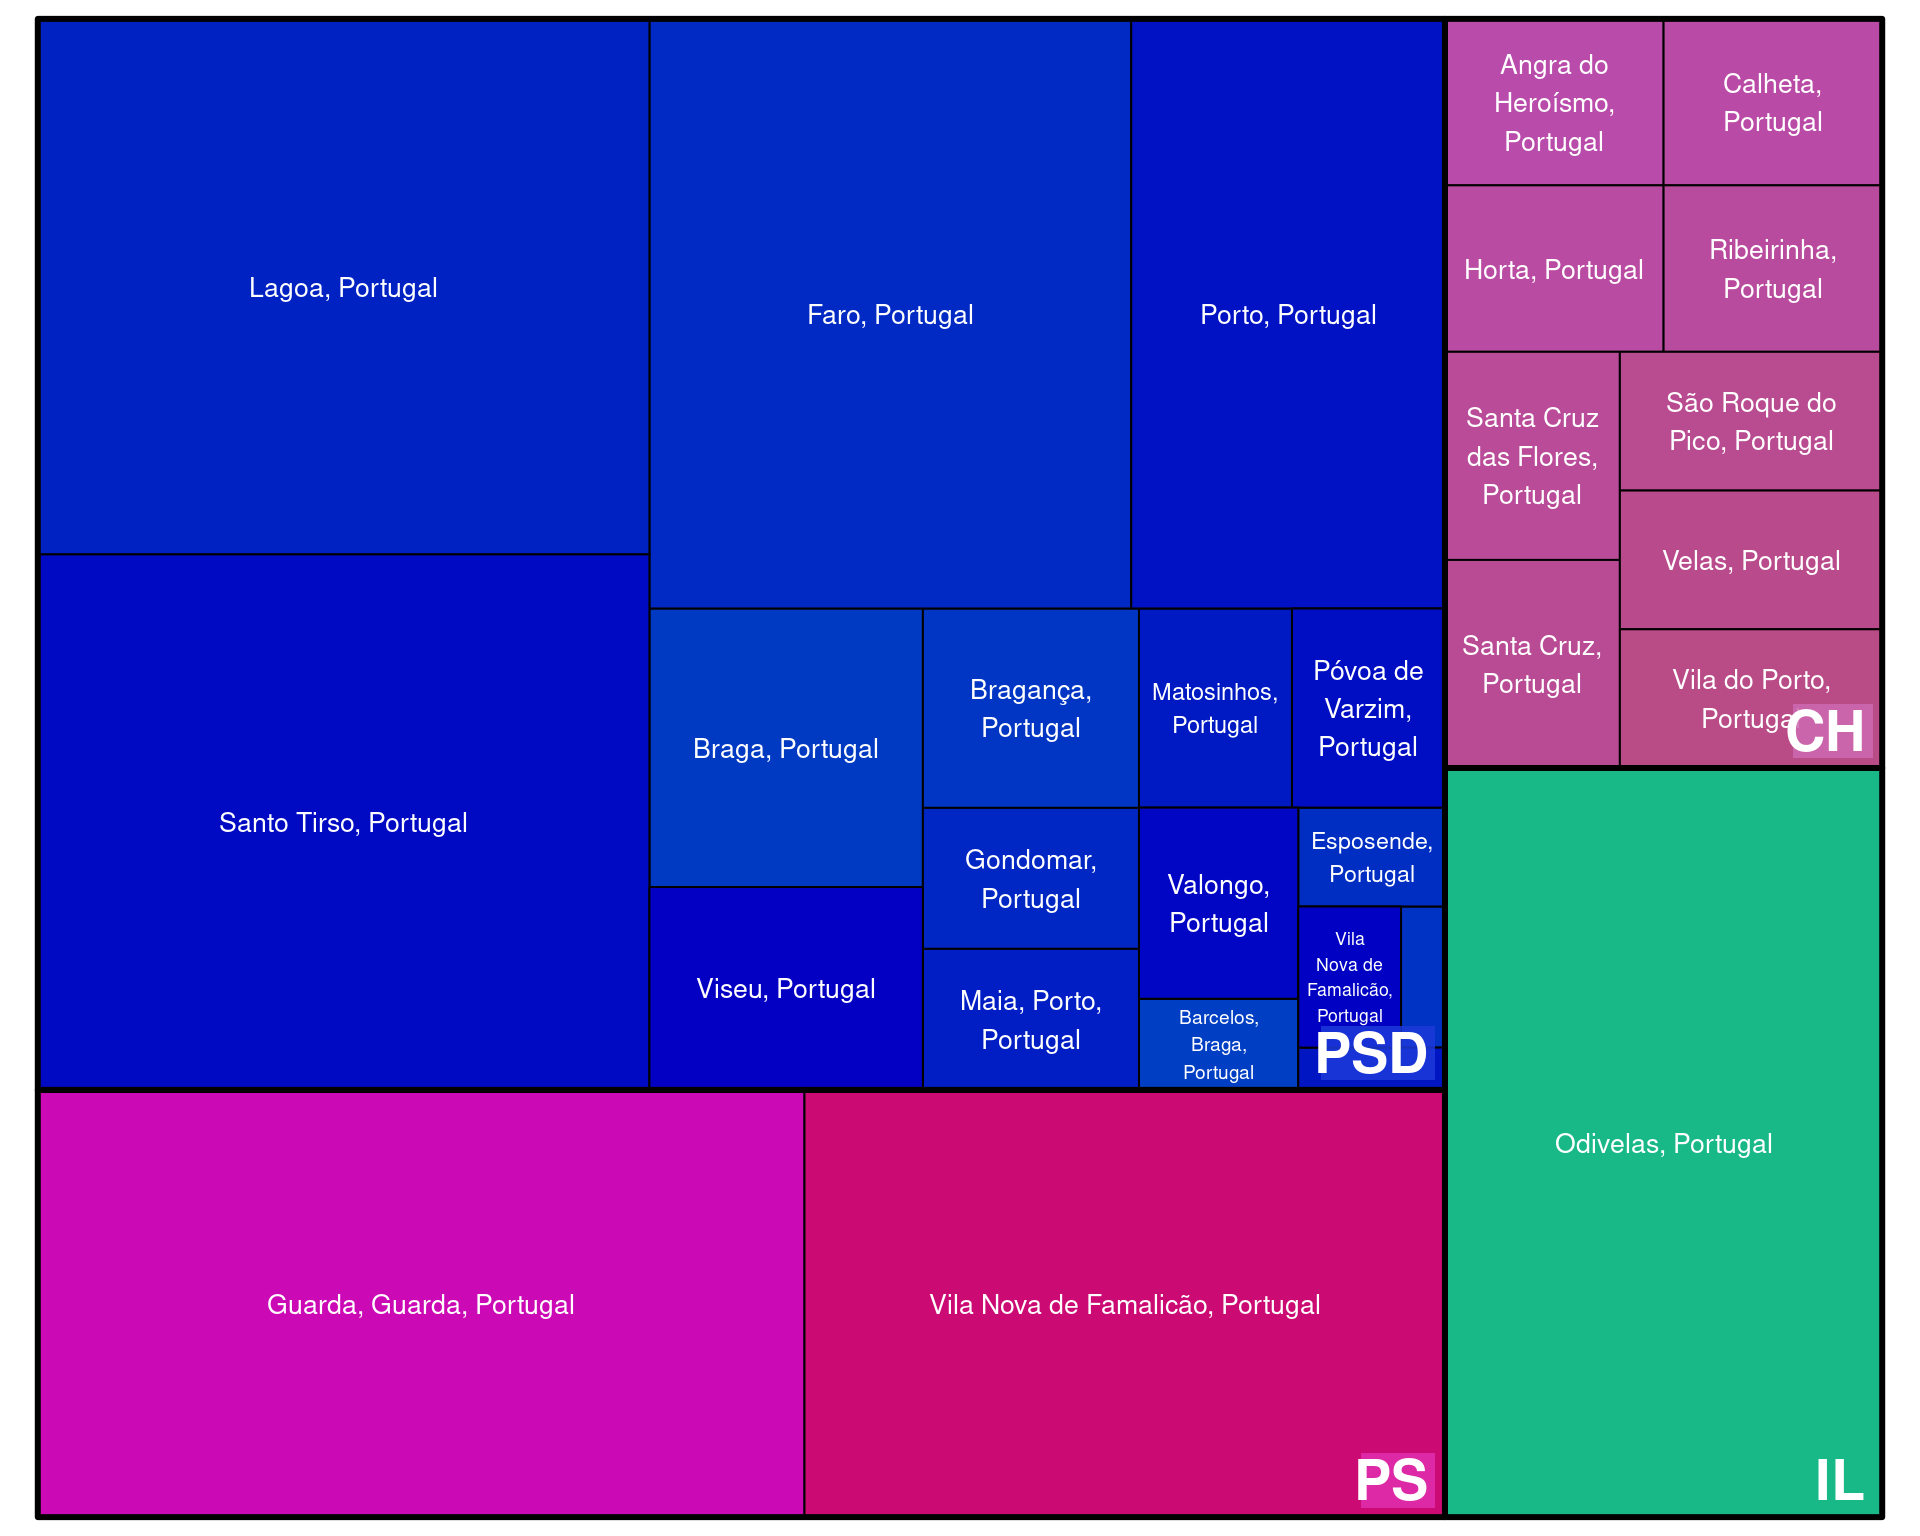 Lagoa, Portugal
Santo Tirso, Portugal
Faro, Portugal
Porto, Portugal
Braga, Portugal
Viseu, Portugal
Bragança,
Portugal
Gondomar,
Portugal
Maia, Porto,
Portugal
Matosinhos,
Portugal
Póvoa de
Varzim,
Portugal
Valongo,
Portugal
Barcelos,
Braga,
Portugal
Esposende,
Portugal
Vila
Nova de
Famalicão,
Portugal
PSD
Guarda, Guarda, Portugal
Vila Nova de Famalicão, Portugal
PS
Angra do
Heroísmo,
Portugal
Calheta,
Portugal
Horta, Portugal
Ribeirinha,
Portugal
Santa Cruz
das Flores,
Portugal
Santa Cruz,
Portugal
São Roque do
Pico, Portugal
Velas, Portugal
Vila do Porto,
Portugal
CH
Odivelas, Portugal
IL